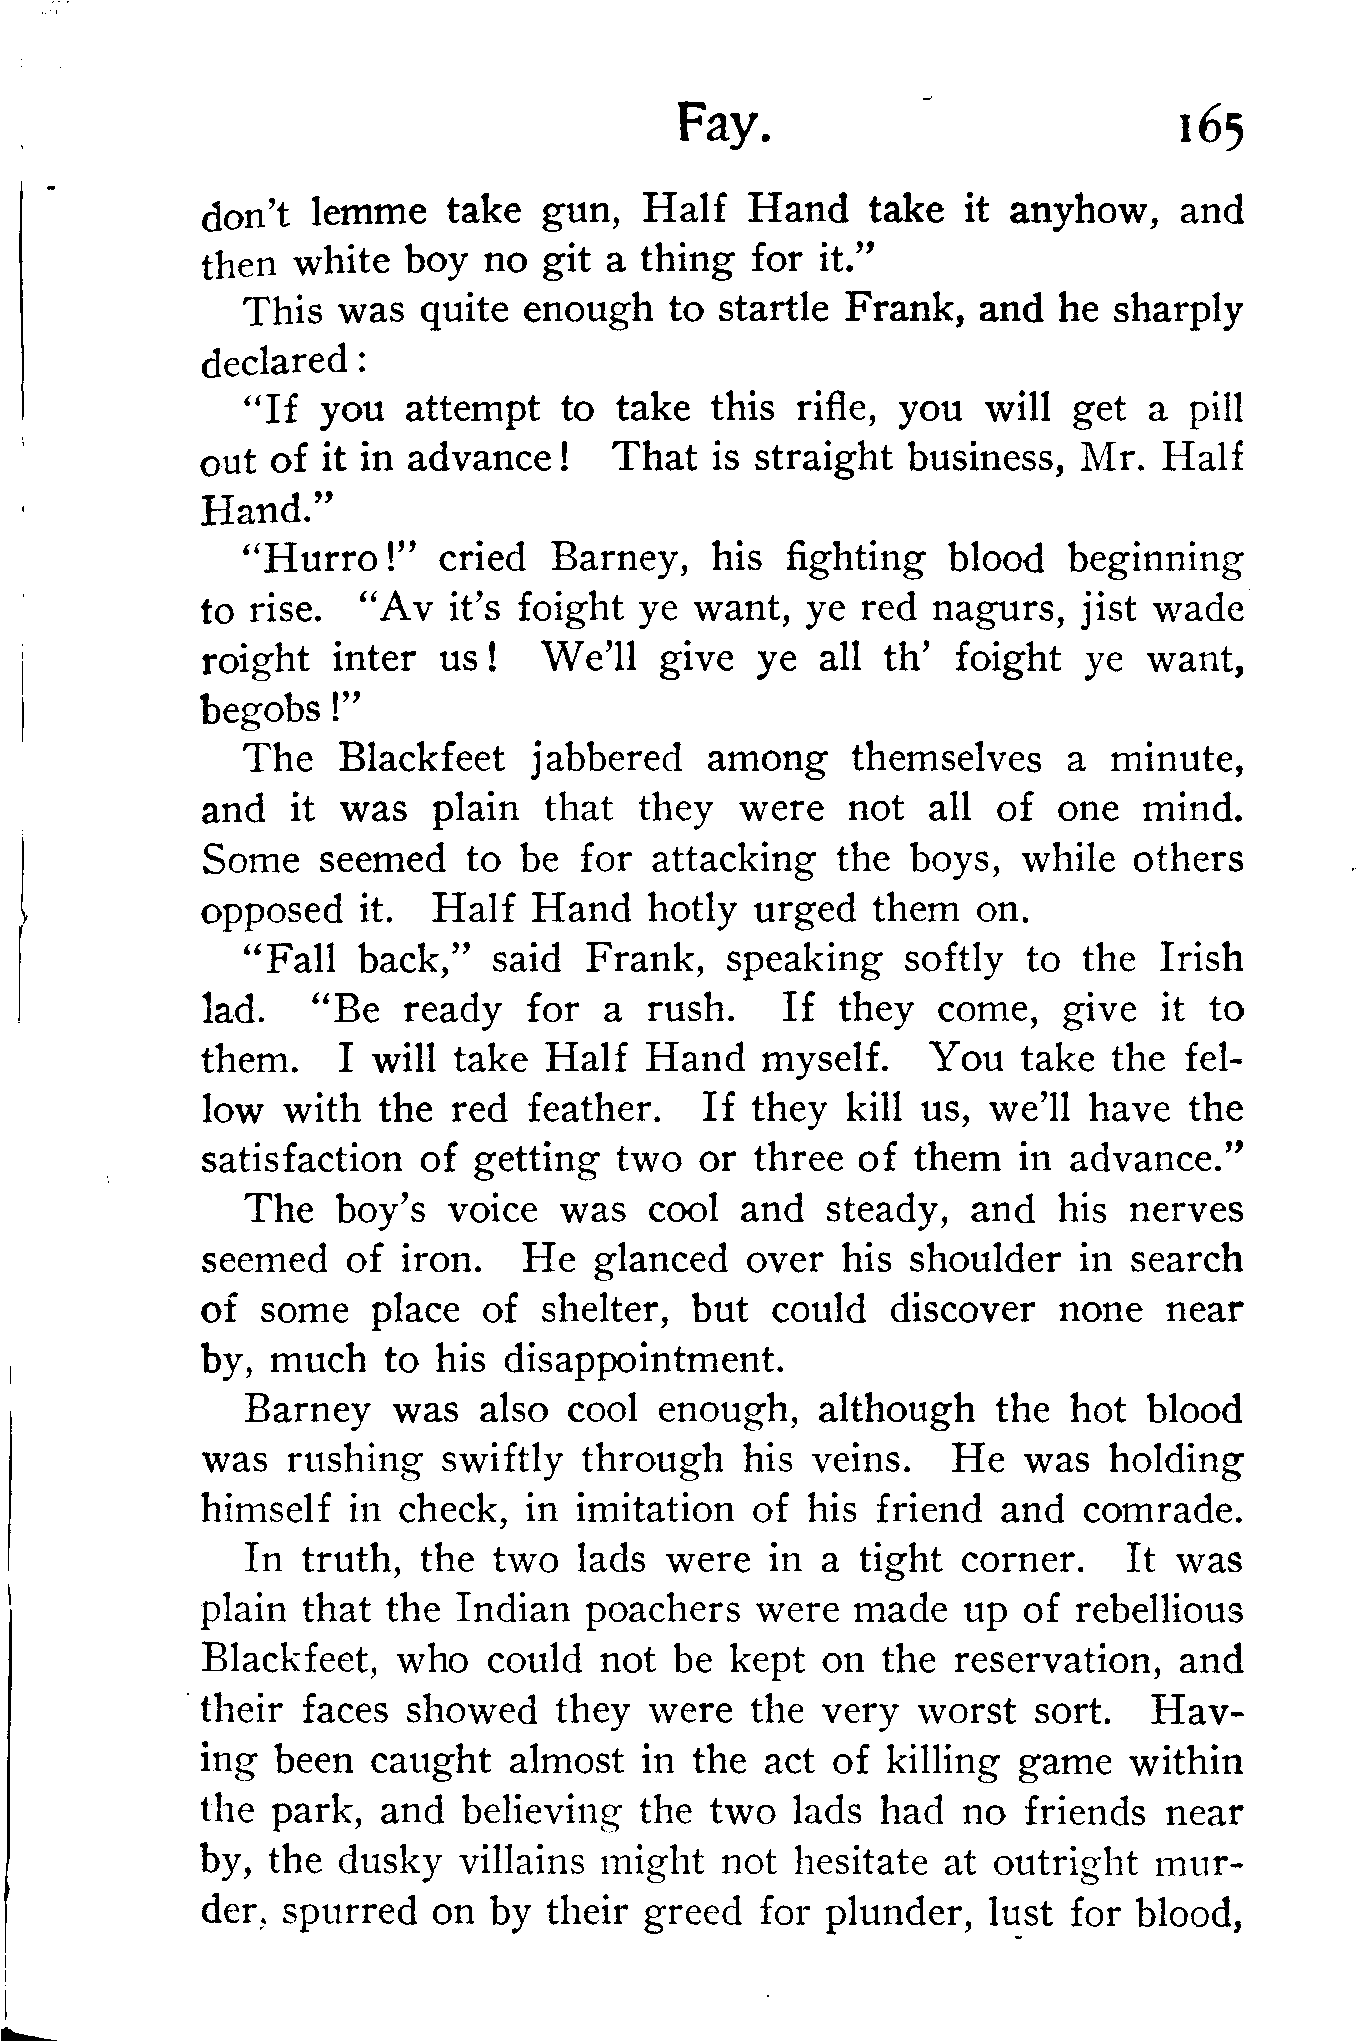 Fay. 165
don't lemme take gun, Half Hand take it anyhow, and
then white boy no git a thing for it."
This was quite enough to startle Frank, and he sharply
declared:
"If you attempt to take this rifle, you will get a pill
out of it in advance! That is straight business, Mr. Half
Hand."
"Hurro!" cried Barney, his fighting blood beginning
to rise. "Av it's foight ye want, ye red nagurs, jist wade
roight inter us! We'll give ye all th' foight ye want,
begobs!"
The Blackfeet jabbered among themselves a minute,
and it was plain that they were not all of one mind.
Some seemed to be for attacking the boys, while others
opposed it. Half Hand hotly urged them on.
"Fall back," said Frank, speaking softly to the Irish
lad. "Be ready for a rush. If they come, give it to
them. I will take Half Hand myself. You take the fel-
low with the red feather. If they kill us, we'll have the
satisfaction of getting two or three of them in advance."
The boy's voice was cool and steady, and his nerves
seemed of iron. He glanced over his shoulder in search
of some place of shelter, but could discover none near
by, much to his disappointment.
Barney was also cool enough, although the hot blood
was rushing swiftly through his veins. He was holding
himself in check, in imitation of his friend and comrade.
In truth, the two lads were in a tight corner. It was
plain that the Indian poachers were made up of rebellious
Blackfeet, who could not be kept on the reservation, and
their faces showed they were the very worst sort. Hav-
ing been caught almost in the act of killing game within
the park, and believing the two lads had no friends near
by, the dusky villains might not hesitate at outright mur-
der, spurred on by their greed for plunder, lust for blood,